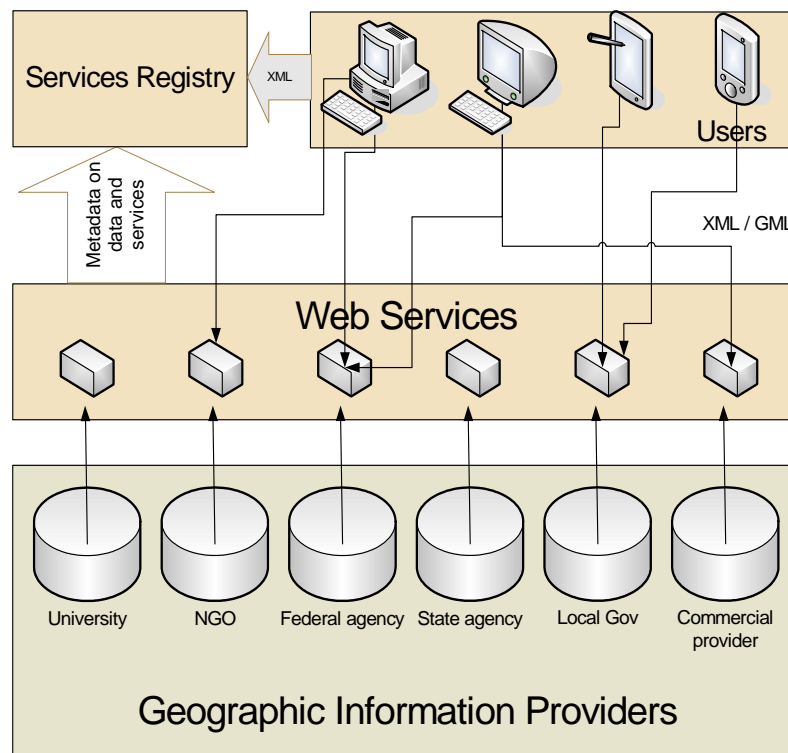 Services Registry
XML
Users
Metadata on
data and
services
XML / GML
Web Services
University
NGO
Federal agency
State agency
Local Gov
Commercial
provider
Geographic Information Providers